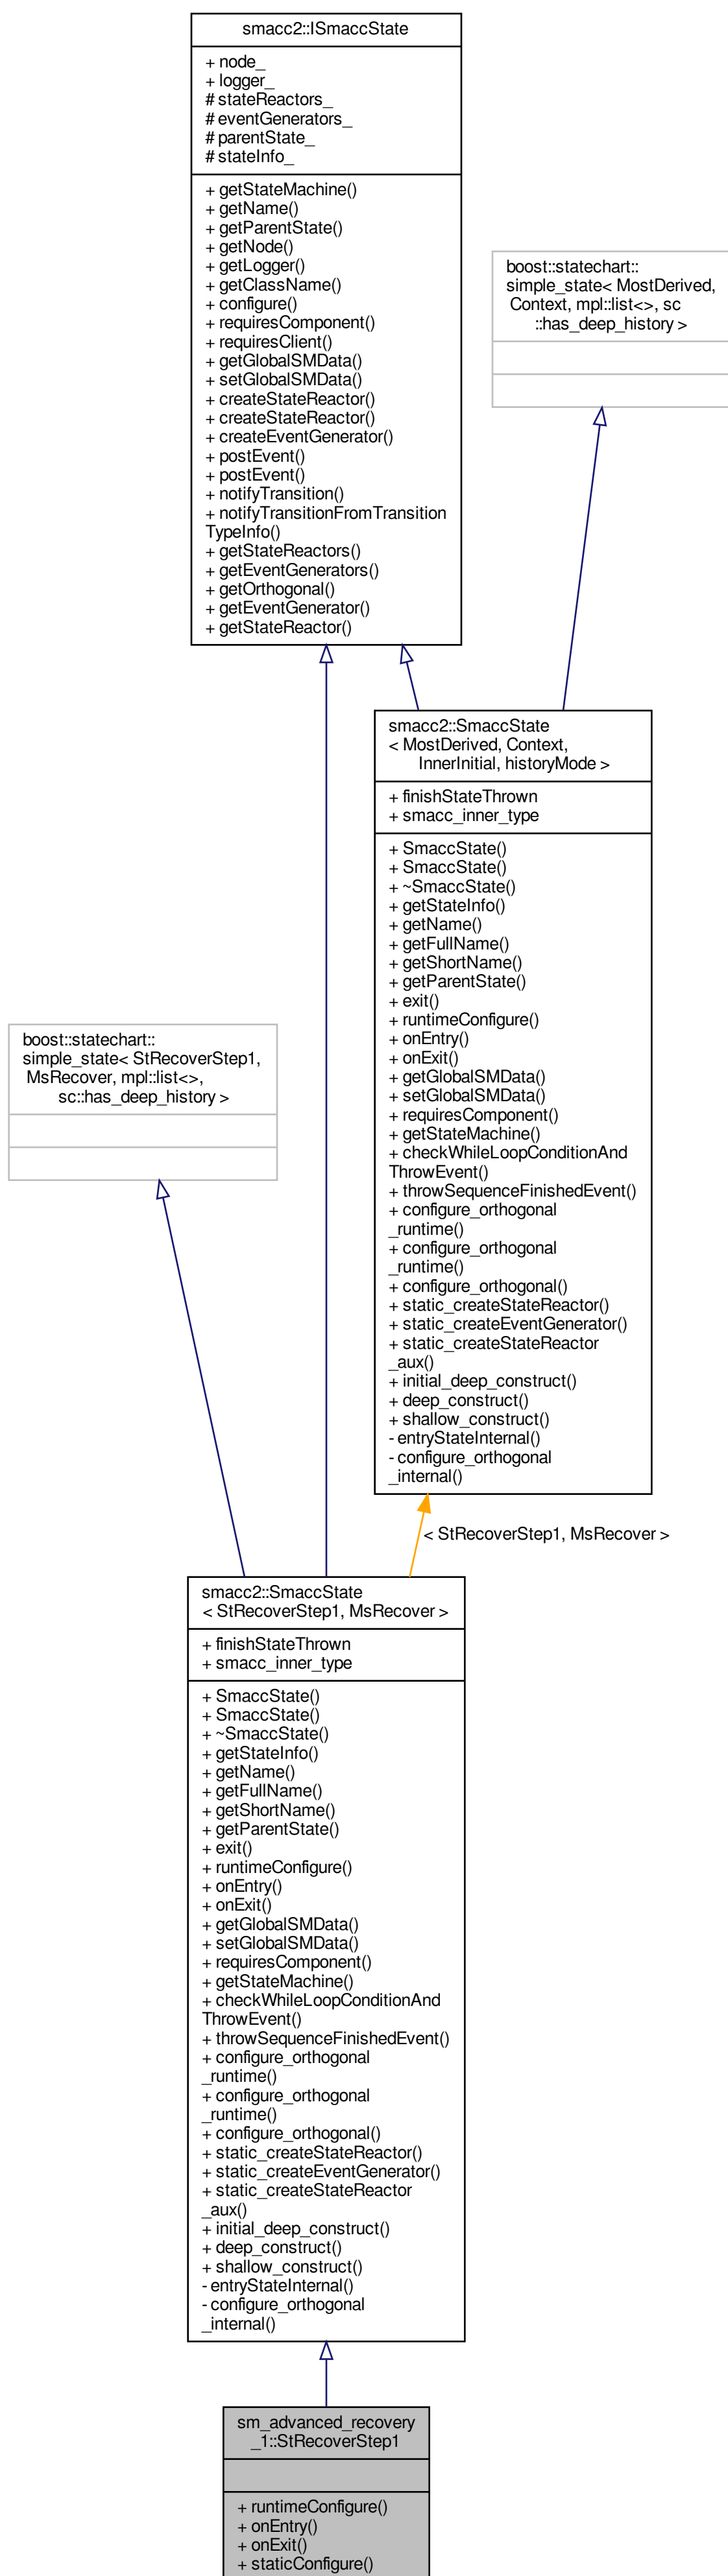 smacc2::ISmaccState
+ node_
+ logger_
# stateReactors_
# eventGenerators_
# parentState_
# stateInfo_
+ getStateMachine()
+ getName()
+ getParentState()
+ getNode()
+ getLogger()
+ getClassName()
+ configure()
+ requiresComponent()
+ requiresClient()
+ getGlobalSMData()
+ setGlobalSMData()
+ createStateReactor()
+ createStateReactor()
+ createEventGenerator()
+ postEvent()
+ postEvent()
+ notifyTransition()
+ notifyTransitionFromTransition
TypeInfo()
+ getStateReactors()
+ getEventGenerators()
+ getOrthogonal()
+ getEventGenerator()
+ getStateReactor()
boost::statechart::
simple_state< MostDerived,
Context, mpl::list<>, sc
::has_deep_history >
smacc2::SmaccState
< MostDerived, Context,
InnerInitial, historyMode >
+ finishStateThrown
+ smacc_inner_type
+ SmaccState()
+ SmaccState()
+ ~SmaccState()
+ getStateInfo()
+ getName()
+ getFullName()
+ getShortName()
+ getParentState()
+ exit()
+ runtimeConfigure()
+ onEntry()
+ onExit()
+ getGlobalSMData()
+ setGlobalSMData()
+ requiresComponent()
+ getStateMachine()
+ checkWhileLoopConditionAnd
ThrowEvent()
+ throwSequenceFinishedEvent()
+ configure_orthogonal
_runtime()
+ configure_orthogonal
_runtime()
+ configure_orthogonal()
+ static_createStateReactor()
+ static_createEventGenerator()
+ static_createStateReactor
_aux()
+ initial_deep_construct()
+ deep_construct()
+ shallow_construct()
- entryStateInternal()
- configure_orthogonal
_internal()
boost::statechart::
simple_state< StRecoverStep1,
MsRecover, mpl::list<>,
sc::has_deep_history >
< StRecoverStep1, MsRecover >
smacc2::SmaccState
< StRecoverStep1, MsRecover >
+ finishStateThrown
+ smacc_inner_type
+ SmaccState()
+ SmaccState()
+ ~SmaccState()
+ getStateInfo()
+ getName()
+ getFullName()
+ getShortName()
+ getParentState()
+ exit()
+ runtimeConfigure()
+ onEntry()
+ onExit()
+ getGlobalSMData()
+ setGlobalSMData()
+ requiresComponent()
+ getStateMachine()
+ checkWhileLoopConditionAnd
ThrowEvent()
+ throwSequenceFinishedEvent()
+ configure_orthogonal
_runtime()
+ configure_orthogonal
_runtime()
+ configure_orthogonal()
+ static_createStateReactor()
+ static_createEventGenerator()
+ static_createStateReactor
_aux()
+ initial_deep_construct()
+ deep_construct()
+ shallow_construct()
- entryStateInternal()
- configure_orthogonal
_internal()
sm_advanced_recovery
_1::StRecoverStep1
+ runtimeConfigure()
+ onEntry()
+ onExit()
+ staticConfigure()